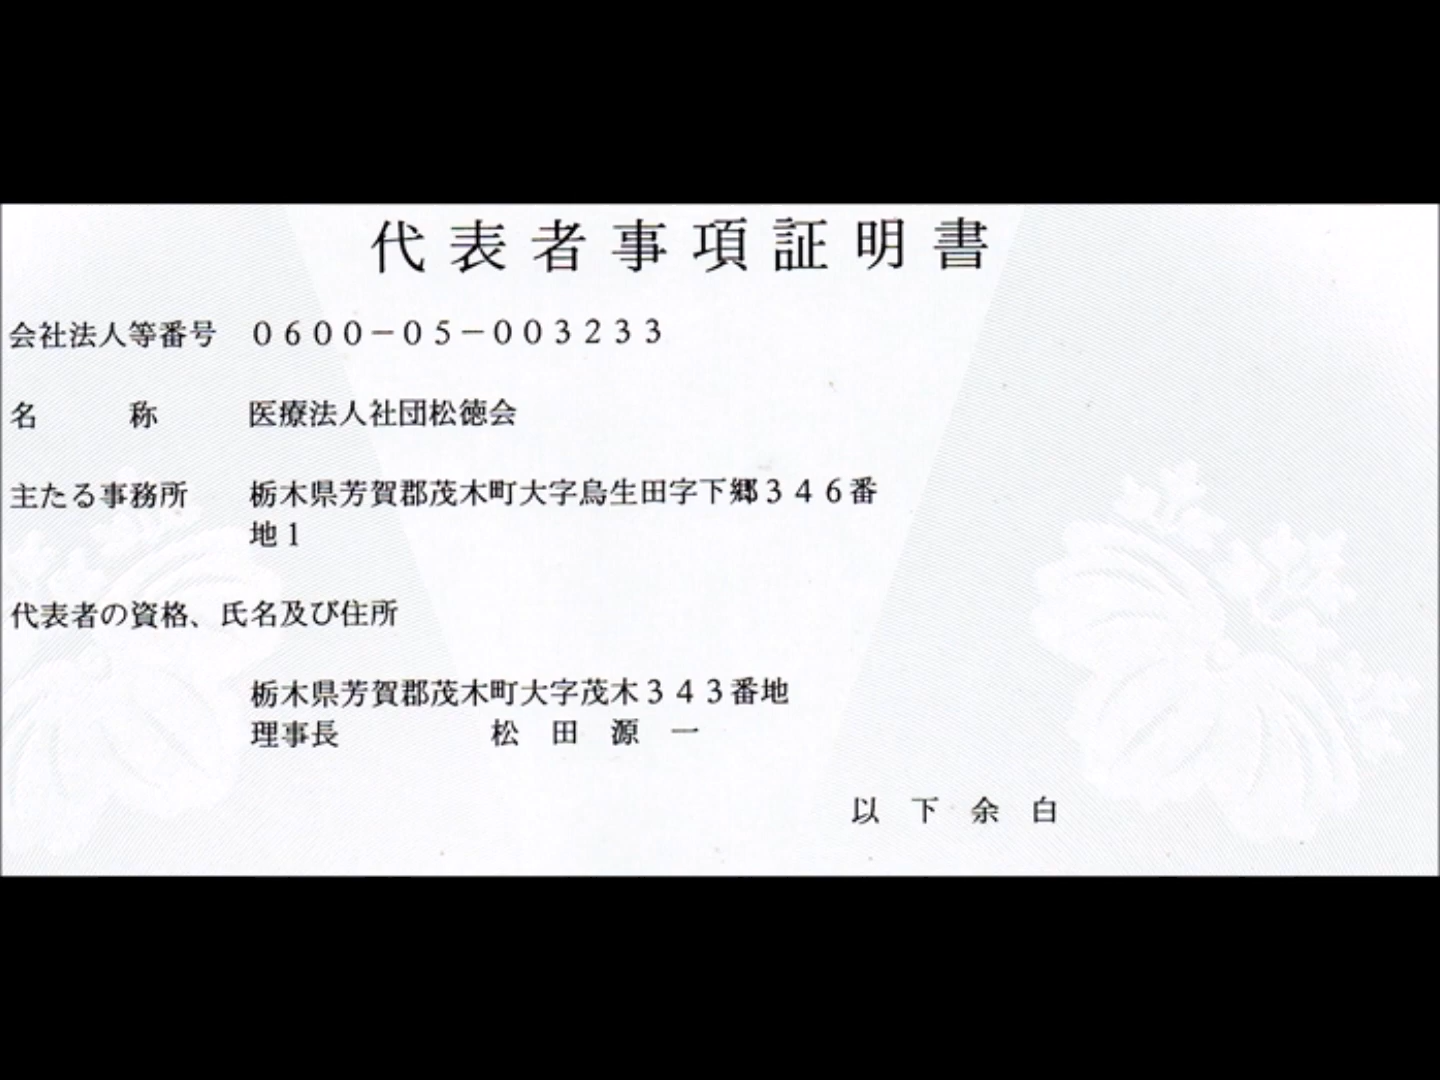 代表者事項証明書
会社法人等番号　０６００－０５－００３２３３
名　　　称　　　医療法人社団松徳会
主たる事務所　　栃木県芳賀郡茂木町大字烏生田字下郷３４６番
地１
代表者の資格、氏名及び住所
栃木県芳賀郡茂木町大字茂木３４３番地
理事長　　　　　松　田　源　一
以　下　余　白